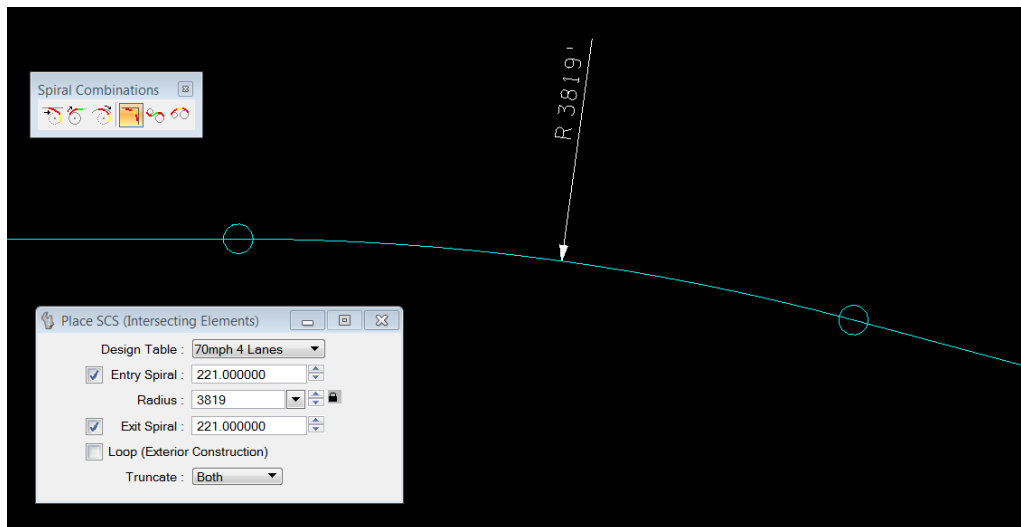 Spiral Combinations
R 3819'
Place SCS (Intersecting Elements)
Design Table : 70mph 4 Lanes
Entry Spiral : 221.000000
Radius : 3819
Exit Spiral : 221.000000
Loop (Exterior Construction)
Truncate : Both